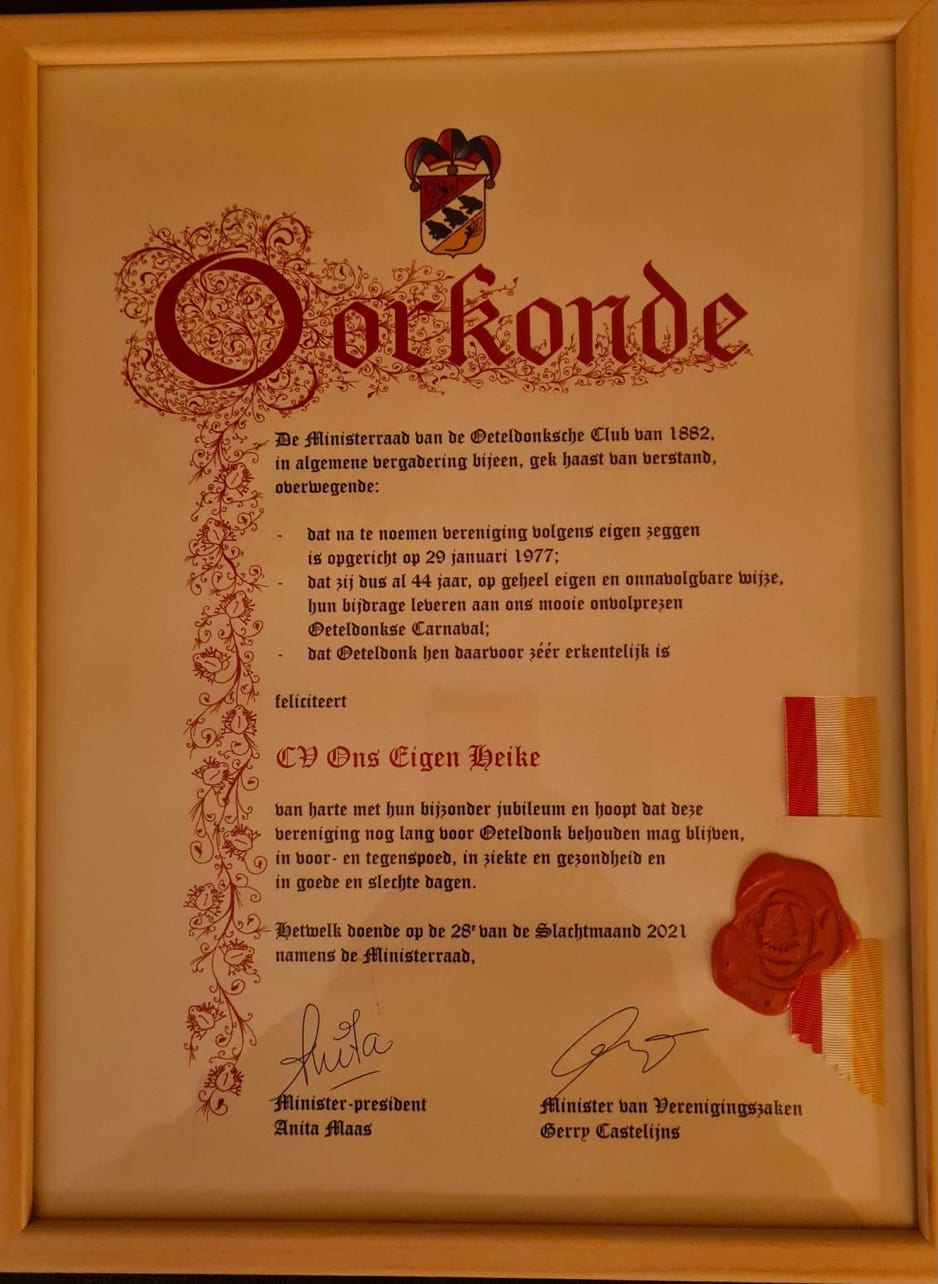 Oorkonde
De Ministerraad van de Oeteldonksche Club van 1882,
in algemene vergadering bijeen, gek haast van verstand,
overwegende:
- dat na te noemen vereniging volgens eigen zeggen
is opgericht op 29 januari 1977;
- dat zij dus al 44 jaar, op geheel eigen en onnavolgbare wijze,
hun bijdrage leveren aan ons mooie onvolprezen
Oeteldonkse Carnaval;
- dat Oeteldonk hen daarvoor zéér erkentelijk is
feliciteert
CV Ons Eigen Heike
van harte met hun bijzonder jubileum en hoopt dat deze
vereniging nog lang voor Oeteldonk behouden mag blijven,
in voor- en tegenspoed, in ziekte en gezondheid en
in goede en slechte dagen.
Hetwelk doende op de 28e van de Slachtmaand 2021
namens de Ministerraad,
Anita
Minister-president
Anita Maas
Minister van Verenigingszaken
Gerry Castelijns